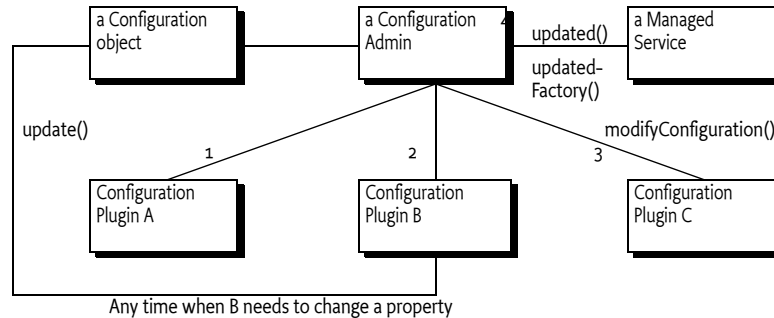 a Configuration
object
a Configuration
Admin
4
updated()
a Managed
Service
updated-
Factory()
update()
modifyConfiguration()
1
2
3
Configuration
Plugin A
Configuration
Plugin B
Configuration
Plugin C
Any time when B needs to change a property